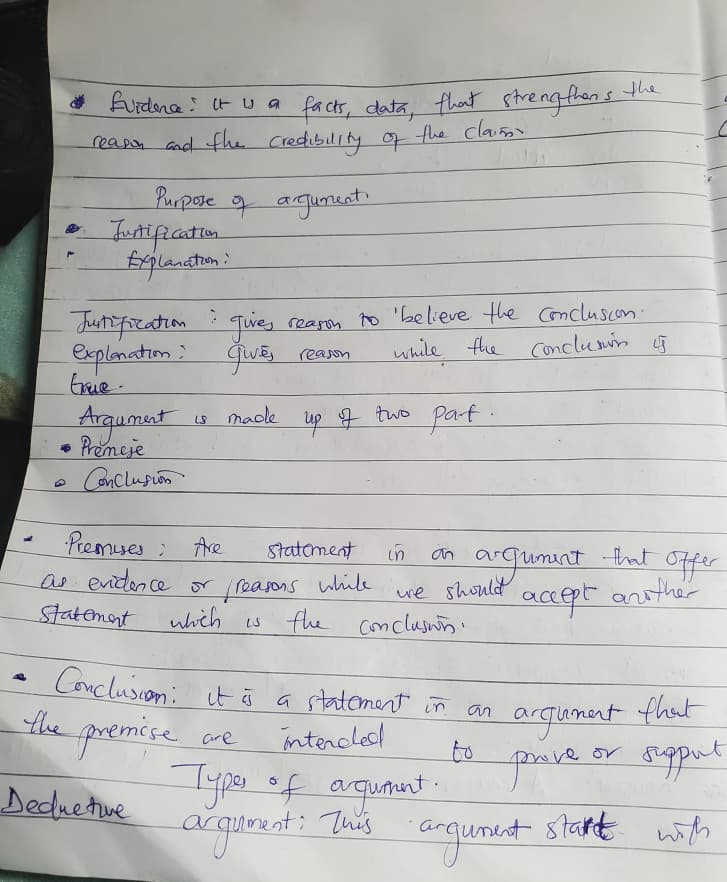 • Evidence: it is a facts, data, that strengthens the
reason and the credibility of the claim.
Purpose of argument.
• Justification
• Explanation:
Justification: gives reason to believe the conclusion.
explanation: gives reason while the conclusion is
true.
Argument is made up of two part.
• Premise
• Conclusion
- Premises: Are statement in an argument that offer
as evidence or reasons while we should accept another
statement which is the conclusion.
- Conclusion: it is a statement in an argument that
the premise are intended to prove or support
Types of argument.
Deductive argument: This argument start with